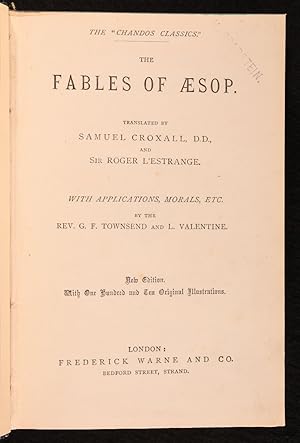 THE "CHANDOS CLASSICS."
THE
FABLES OF ÆSOP.
TRANSLATED BY
SAMUEL CROXALL, D.D.,
AND
SIR ROGER L'ESTRANGE.
WITH APPLICATIONS, MORALS, ETC.
BY THE
REV. G. F. TOWNSEND AND L. VALENTINE.
New Edition.
With One Hundred and Ten Original Illustrations.
LONDON:
FREDERICK WARNE AND CO.
BEDFORD STREET, STRAND.